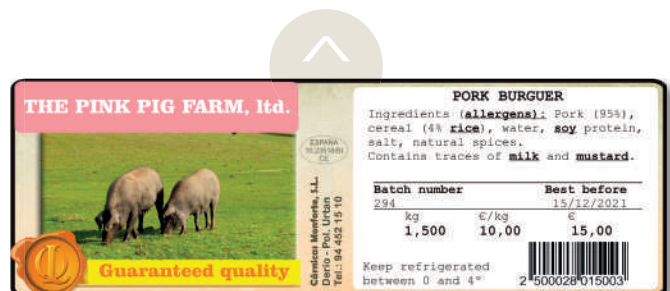 THE PINK PIG FARM, ltd.
Guaranteed quality
ESPAÑA
CE
Cárnicas Monforte, S.L.
Derio - Pol. Urtan
Tel.: 94 452 15 10
PORK BURGUER
Ingredients (allergens): Pork (95%),
cereal (4% rice), water, soy protein,
salt, natural spices.
Contains traces of milk and mustard.
Batch number Best before
294 15/12/2021
kg €/kg €
1,500 10,00 15,00
Keep refrigerated
between 0 and 4°
2 500028 015003